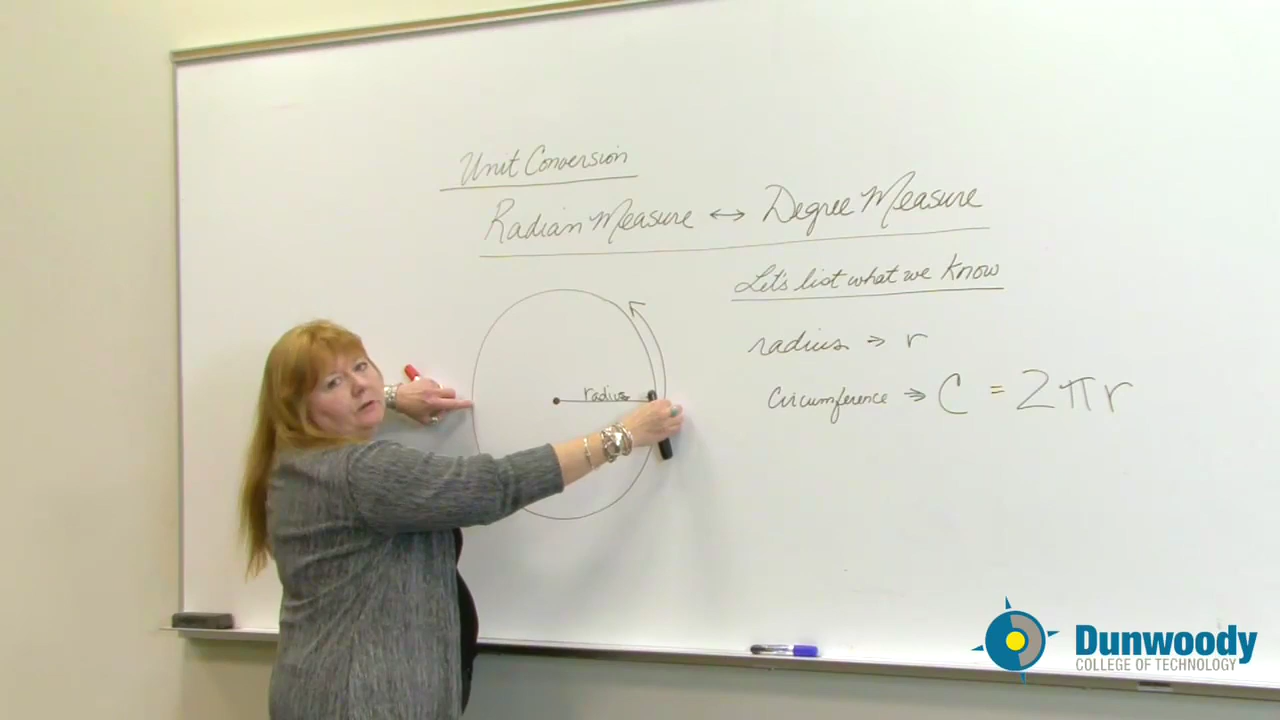 Unit Conversion
Radian Measure ↔ Degree Measure
Let's list what we know
radius → r
radius
Circumference → C = 2πr
Dunwoody
COLLEGE OF TECHNOLOGY